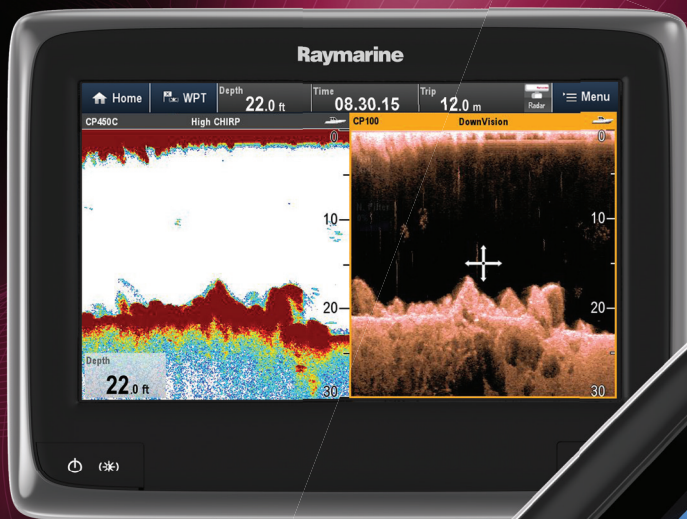 Raymarine
Home WPT Depth 22.0 ft Time 08.30.15 Trip 12.0 m Radar Menu
CP450C High CHIRP CP100 DownVision
0 0
10 10
20 20
30 30
Depth
22.0 ft